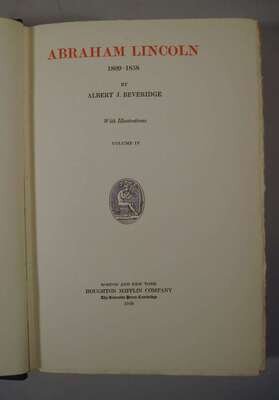 ABRAHAM LINCOLN
1809–1858
BY
ALBERT J. BEVERIDGE
With Illustrations
VOLUME IV
BOSTON AND NEW YORK
HOUGHTON MIFFLIN COMPANY
The Riverside Press Cambridge
1928